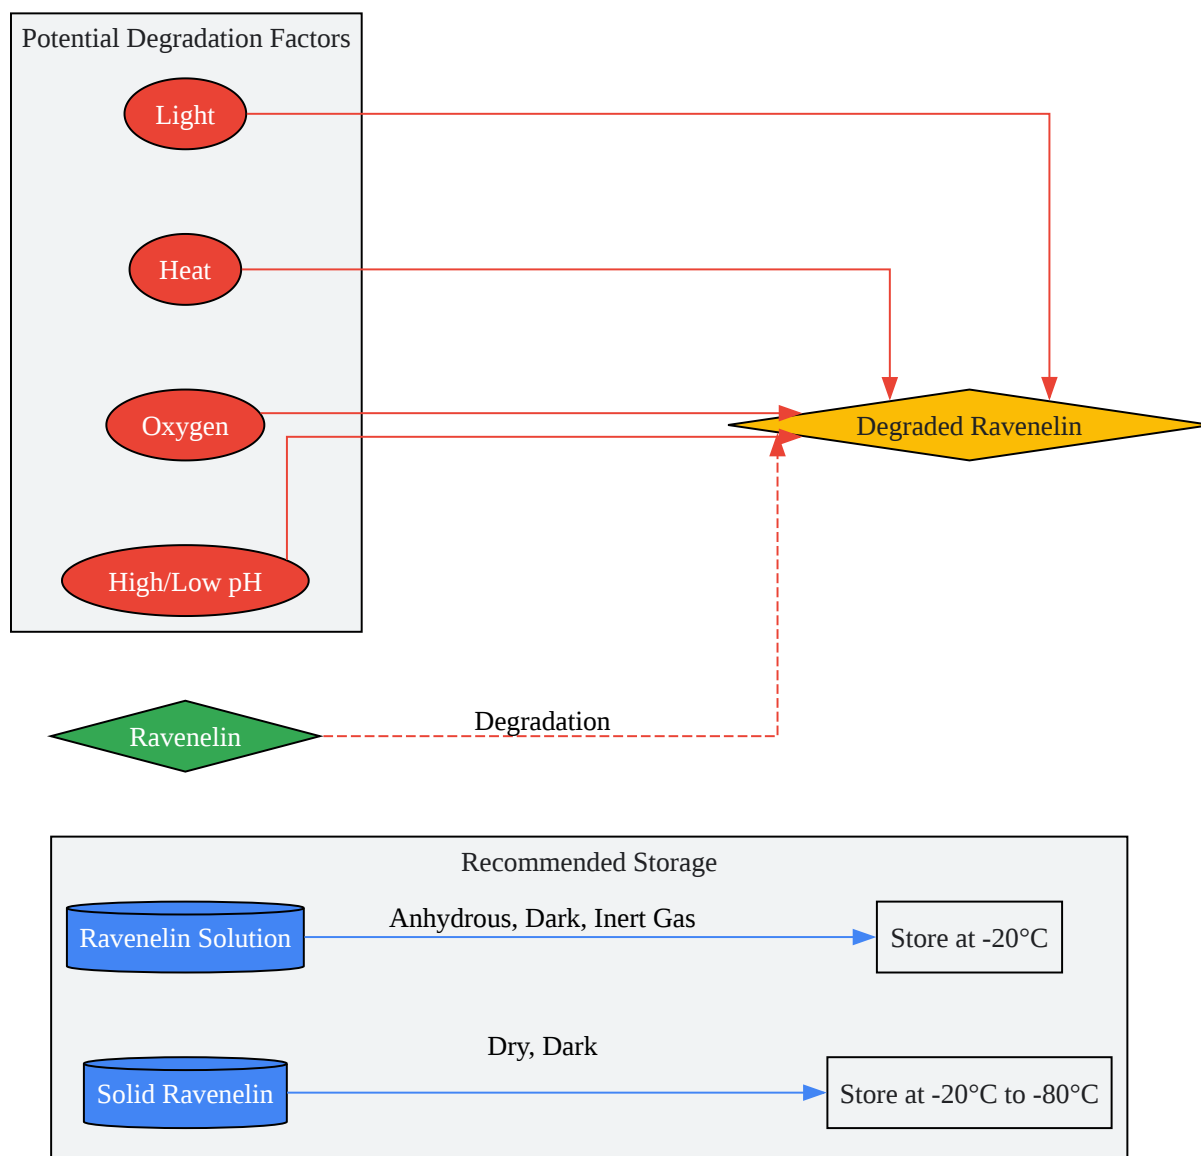 Potential Degradation Factors
Light
Heat
Oxygen
Degraded Ravenelin
High/Low pH
Degradation
Ravenelin
Recommended Storage
Anhydrous, Dark, Inert Gas
Ravenelin Solution
Store at -20°C
Dry, Dark
Solid Ravenelin
Store at -20°C to -80°C